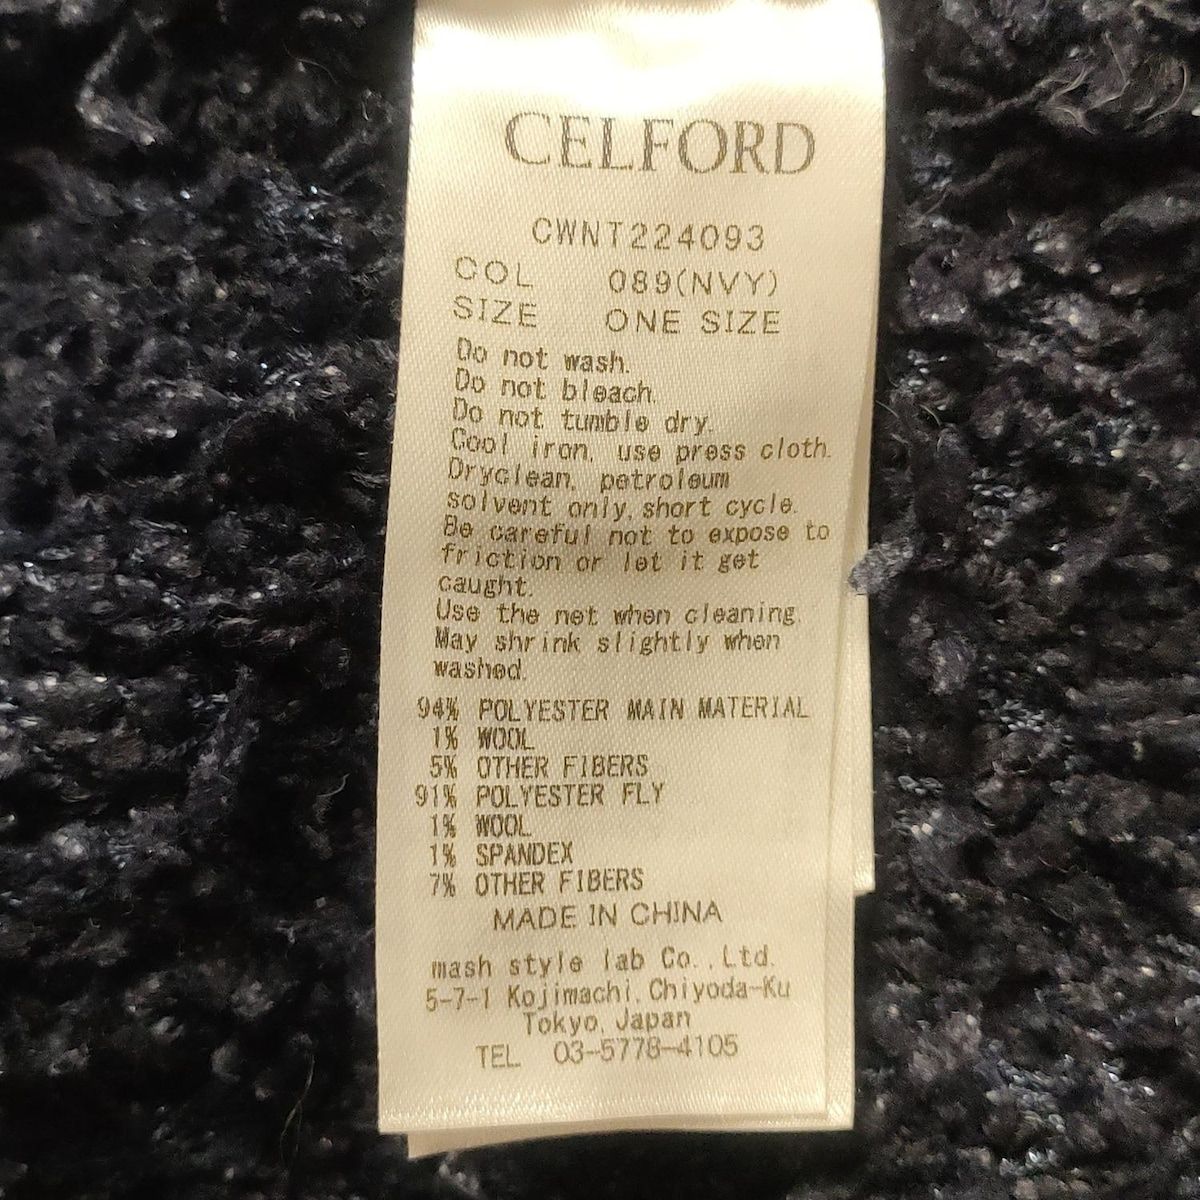 CELFORD
CWNT224093
COL 089(NVY)
SIZE ONE SIZE
Do not wash.
Do not bleach.
Do not tumble dry.
Cool iron, use press cloth.
Dryclean, petroleum
solvent only, short cycle.
Be careful not to expose to
friction or let it get
caught.
Use the net when cleaning.
May shrink slightly when
washed.
94% POLYESTER MAIN MATERIAL
1% WOOL
5% OTHER FIBERS
91% POLYESTER FLY
1% WOOL
1% SPANDEX
7% OTHER FIBERS
MADE IN CHINA
mash style lab Co., Ltd.
5-7-1 Kojimachi, Chiyoda-Ku
Tokyo, Japan
TEL 03-5778-4105